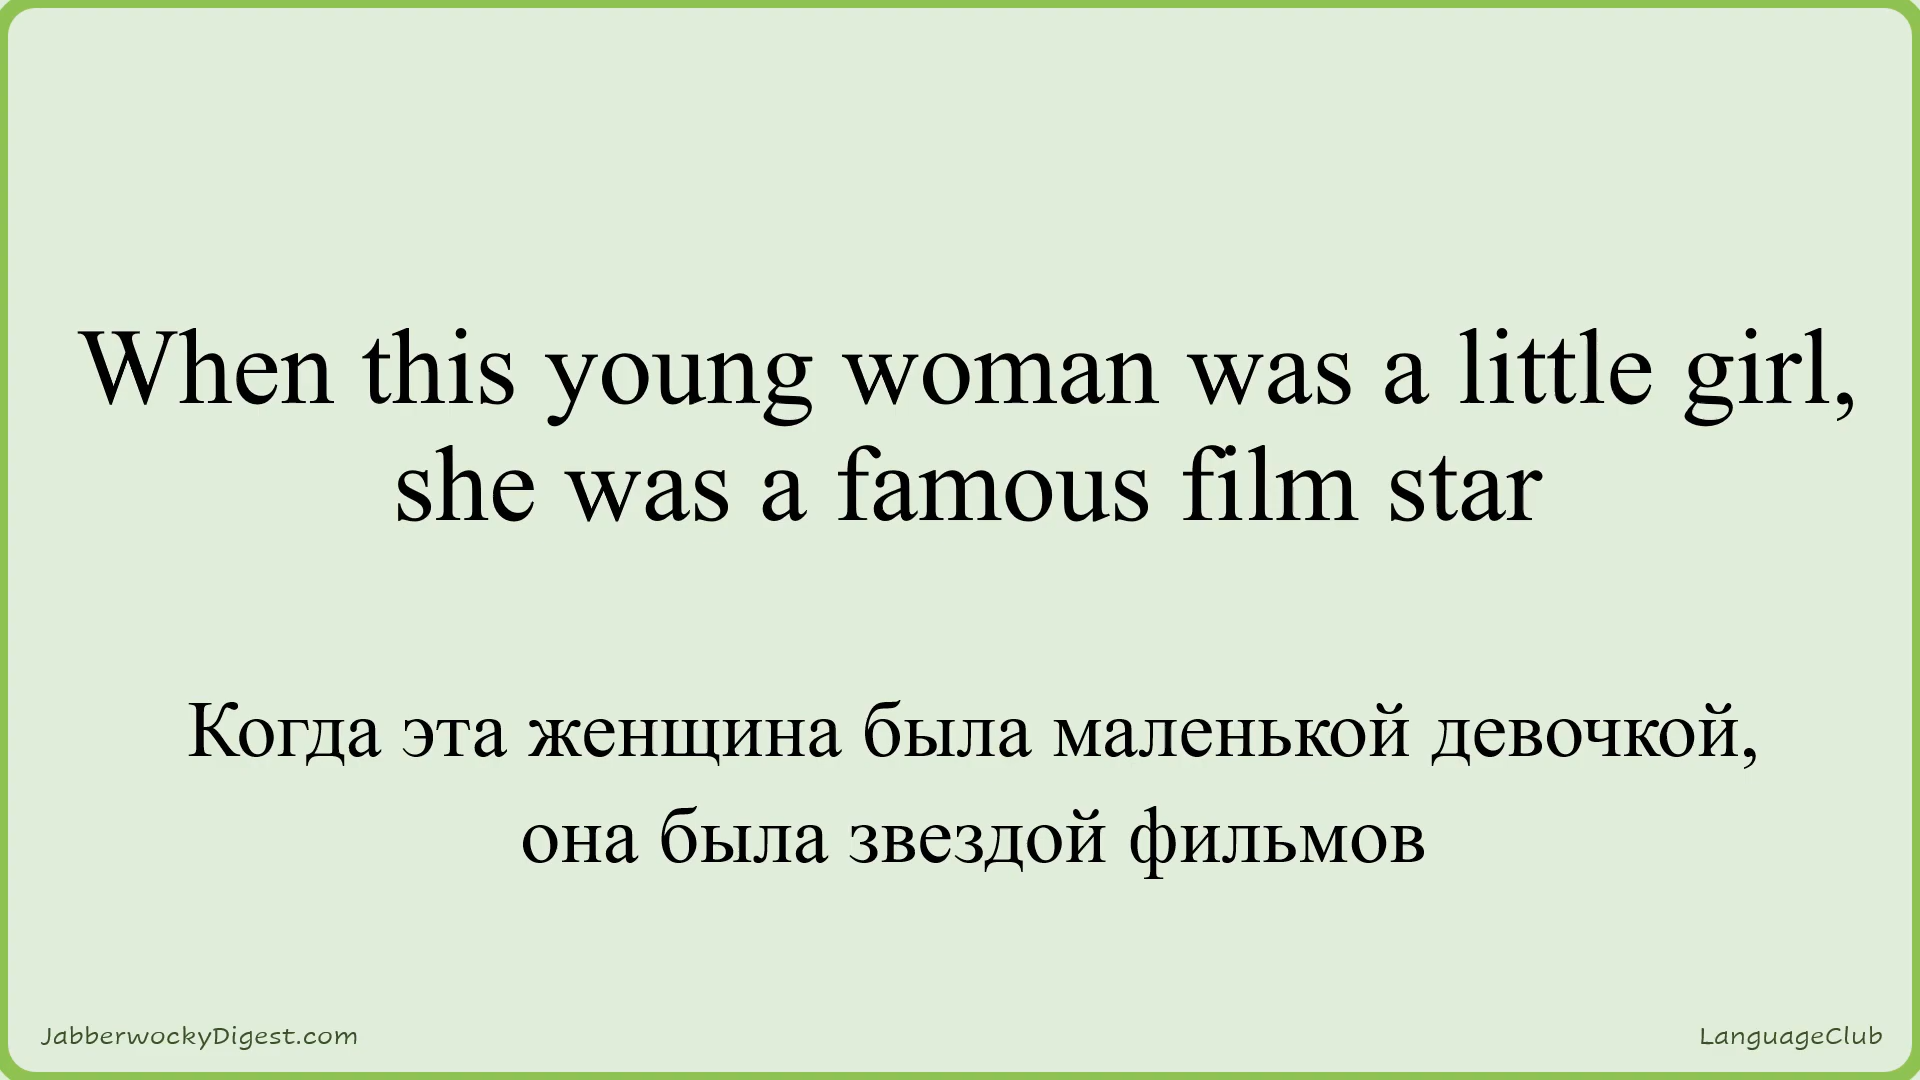 When this young woman was a little girl,
she was a famous film star
Когда эта женщина была маленькой девочкой,
она была звездой фильмов
JabberwockyDigest.com
LanguageClub